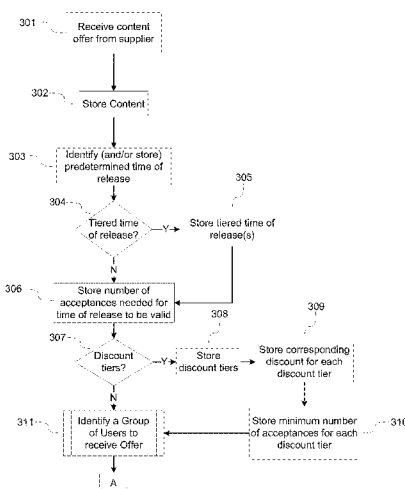 301
Receive content
offer from supplier
302
Store Content
303
Identify (and/or store)
predetermined time of
release
304
Tiered time
of release?
Y
305
Store tiered time of
release(s)
N
306
Store number of
acceptances needed for
time of release to be valid
307
Discount
tiers?
Y
308
Store
discount tiers
309
Store corresponding
discount for each
discount tier
310
Store minimum number
of acceptances for each
discount tier
N
311
Identify a Group
of Users to
receive Offer
A